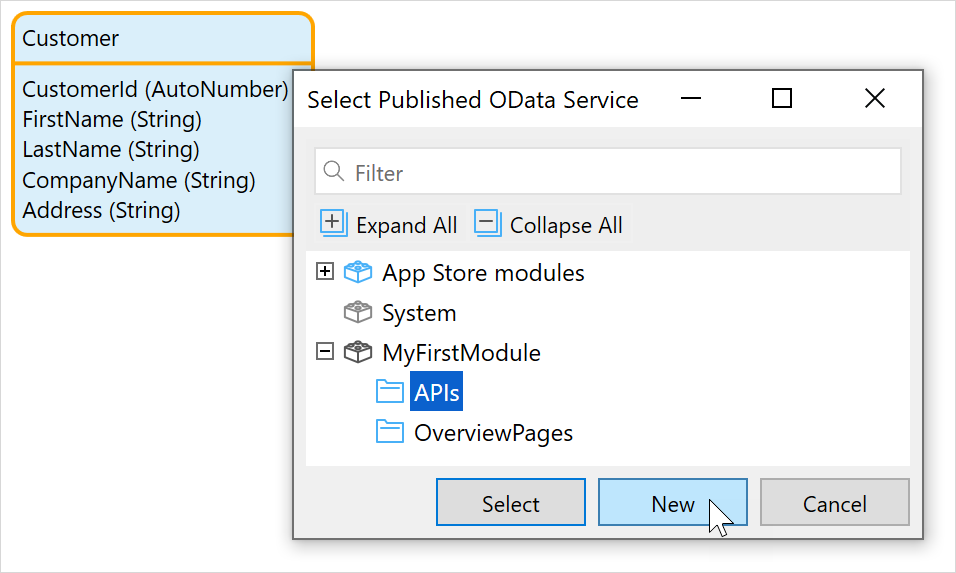 Customer
CustomerId (AutoNumber)
FirstName (String)
LastName (String)
CompanyName (String)
Address (String)
Select Published OData Service
Filter
Expand All Collapse All
App Store modules
System
MyFirstModule
APIs
OverviewPages
Select New Cancel